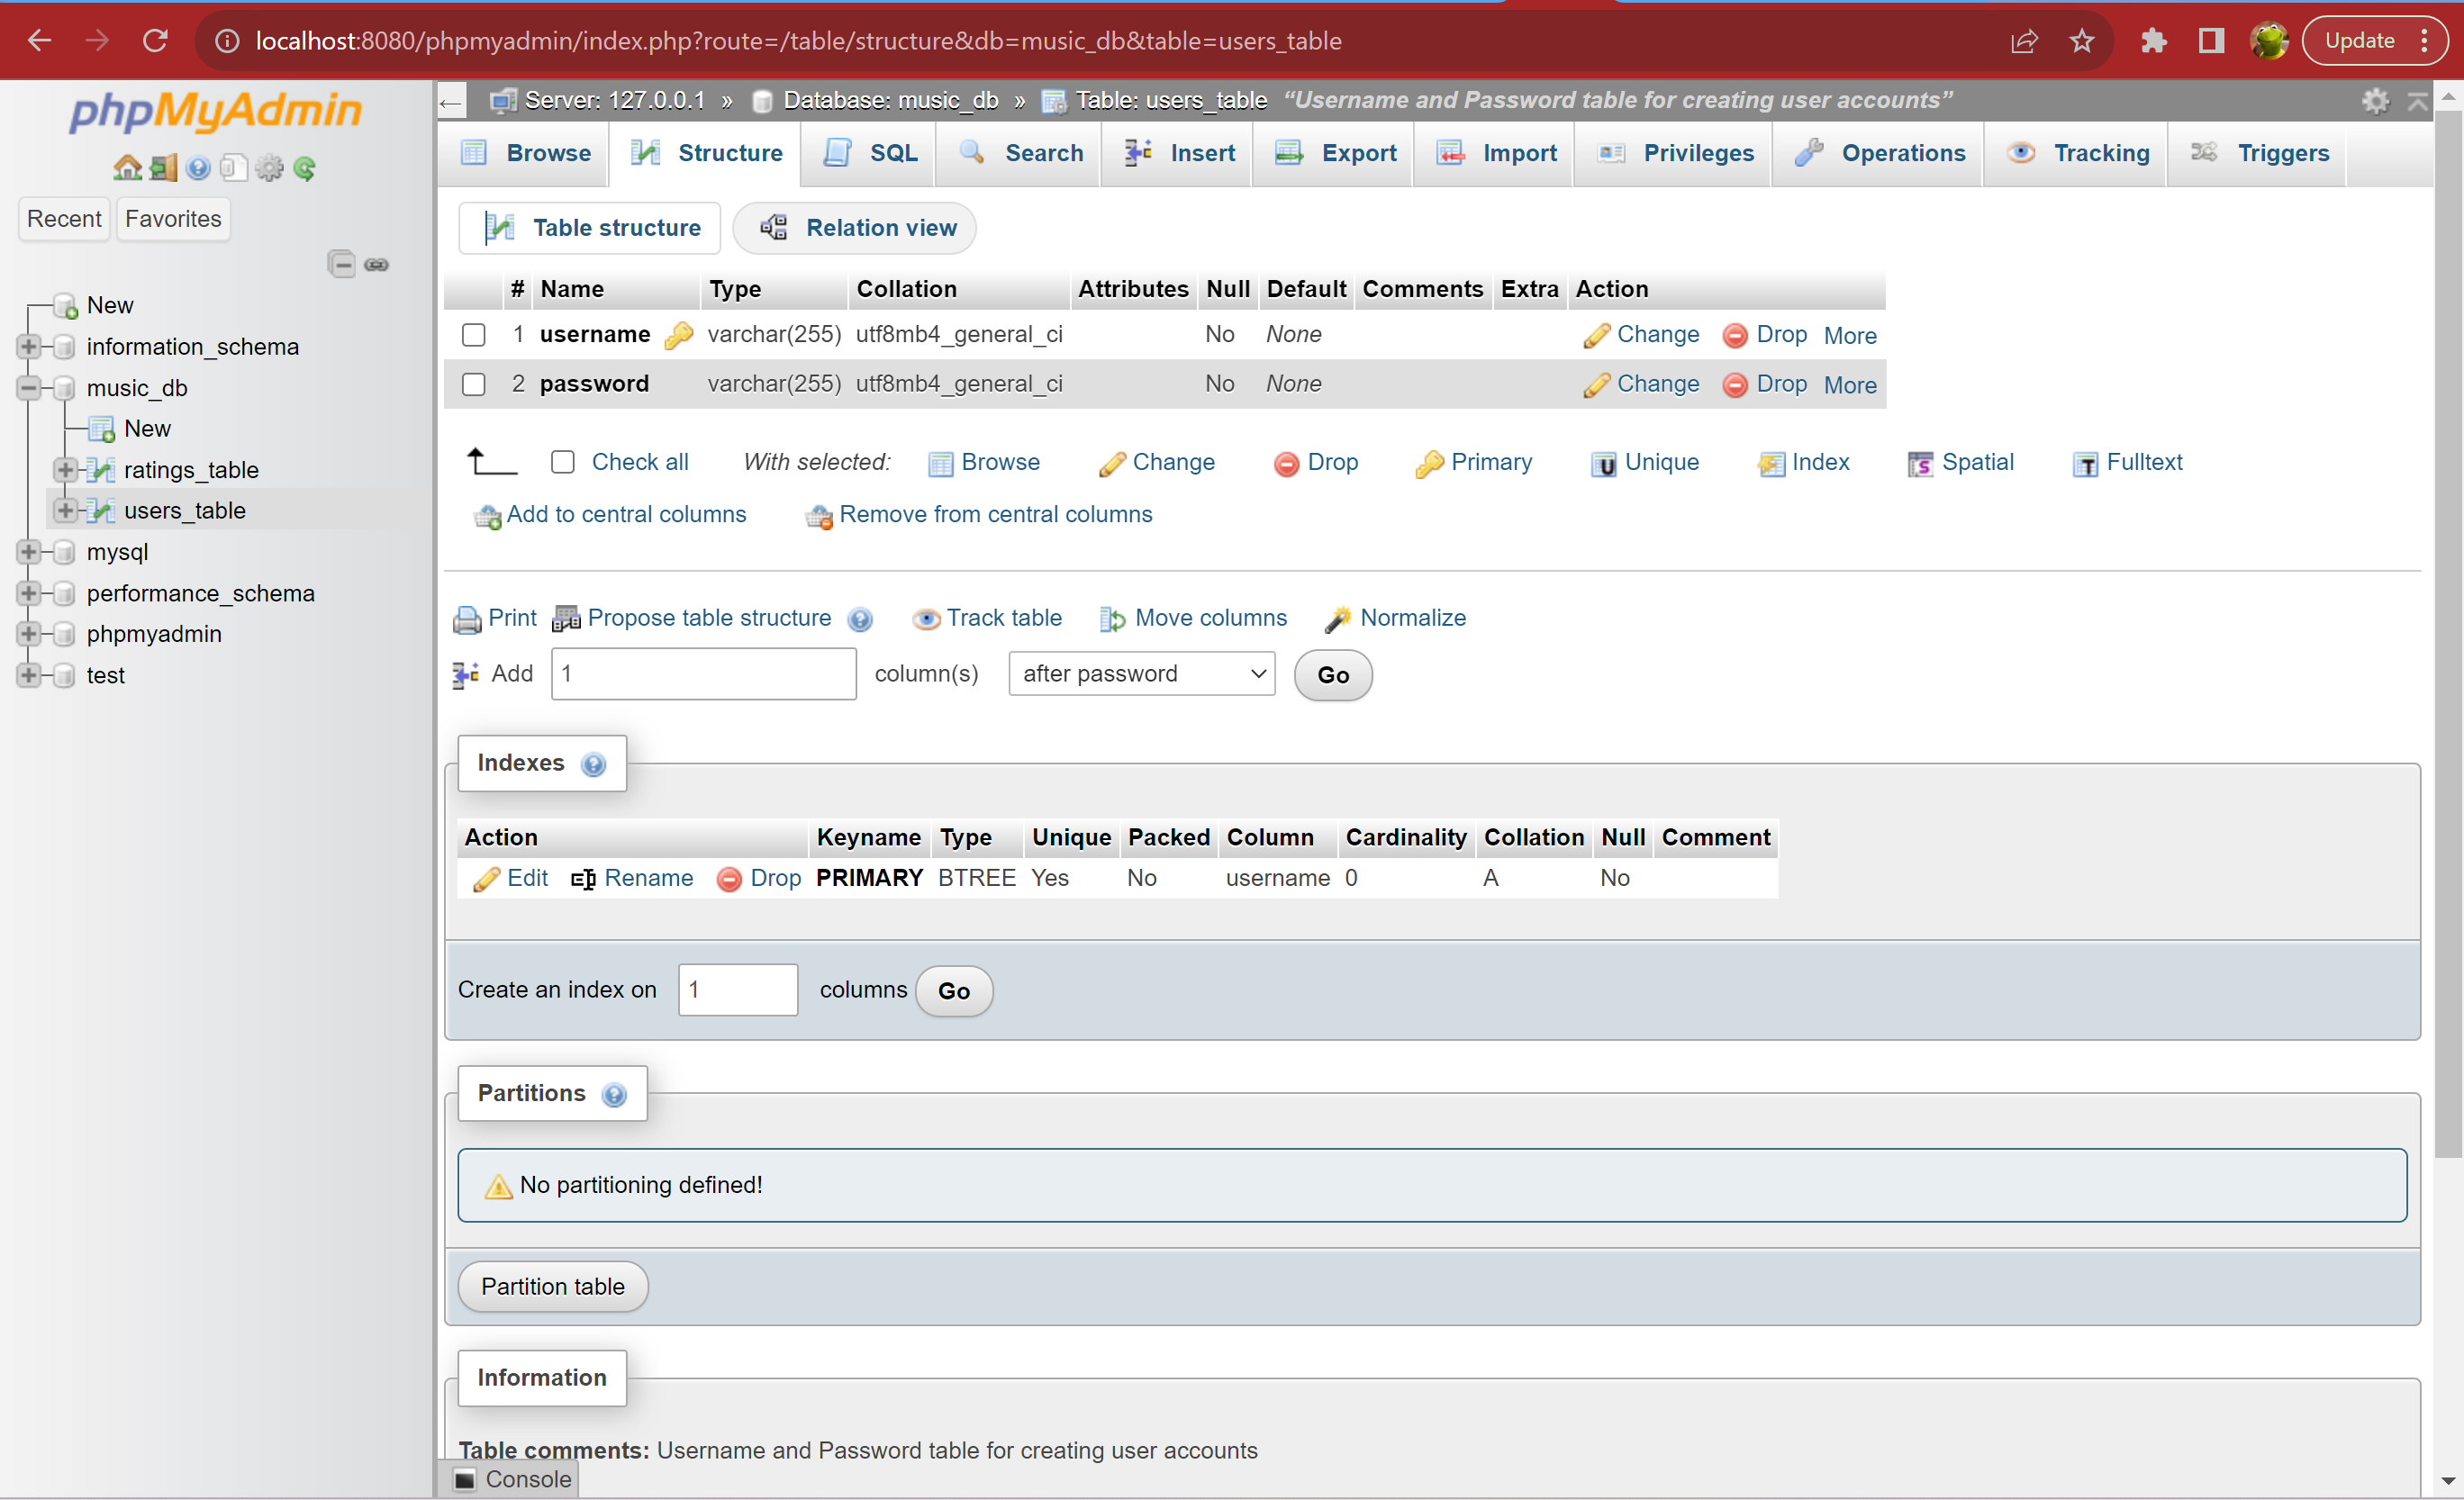 localhost:8080/phpmyadmin/index.php?route=/table/structure&db=music_db&table=users_table
Update
phpMyAdmin
Recent Favorites
New
information_schema
music_db
New
ratings_table
users_table
mysql
performance_schema
phpmyadmin
test
Server: 127.0.0.1 » Database: music_db » Table: users_table “Username and Password table for creating user accounts”
Browse Structure SQL Search Insert Export Import Privileges Operations Tracking Triggers
Table structure Relation view
# Name Type Collation Attributes Null Default Comments Extra Action
1 username varchar(255) utf8mb4_general_ci No None Change Drop More
2 password varchar(255) utf8mb4_general_ci No None Change Drop More
Check all With selected: Browse Change Drop Primary Unique Index Spatial Fulltext
Add to central columns Remove from central columns
Print Propose table structure Track table Move columns Normalize
Add 1 column(s) after password Go
Indexes
Action Keyname Type Unique Packed Column Cardinality Collation Null Comment
Edit Rename Drop PRIMARY BTREE Yes No username 0 A No
Create an index on 1 columns Go
Partitions
No partitioning defined!
Partition table
Information
Table comments: Username and Password table for creating user accounts
Console